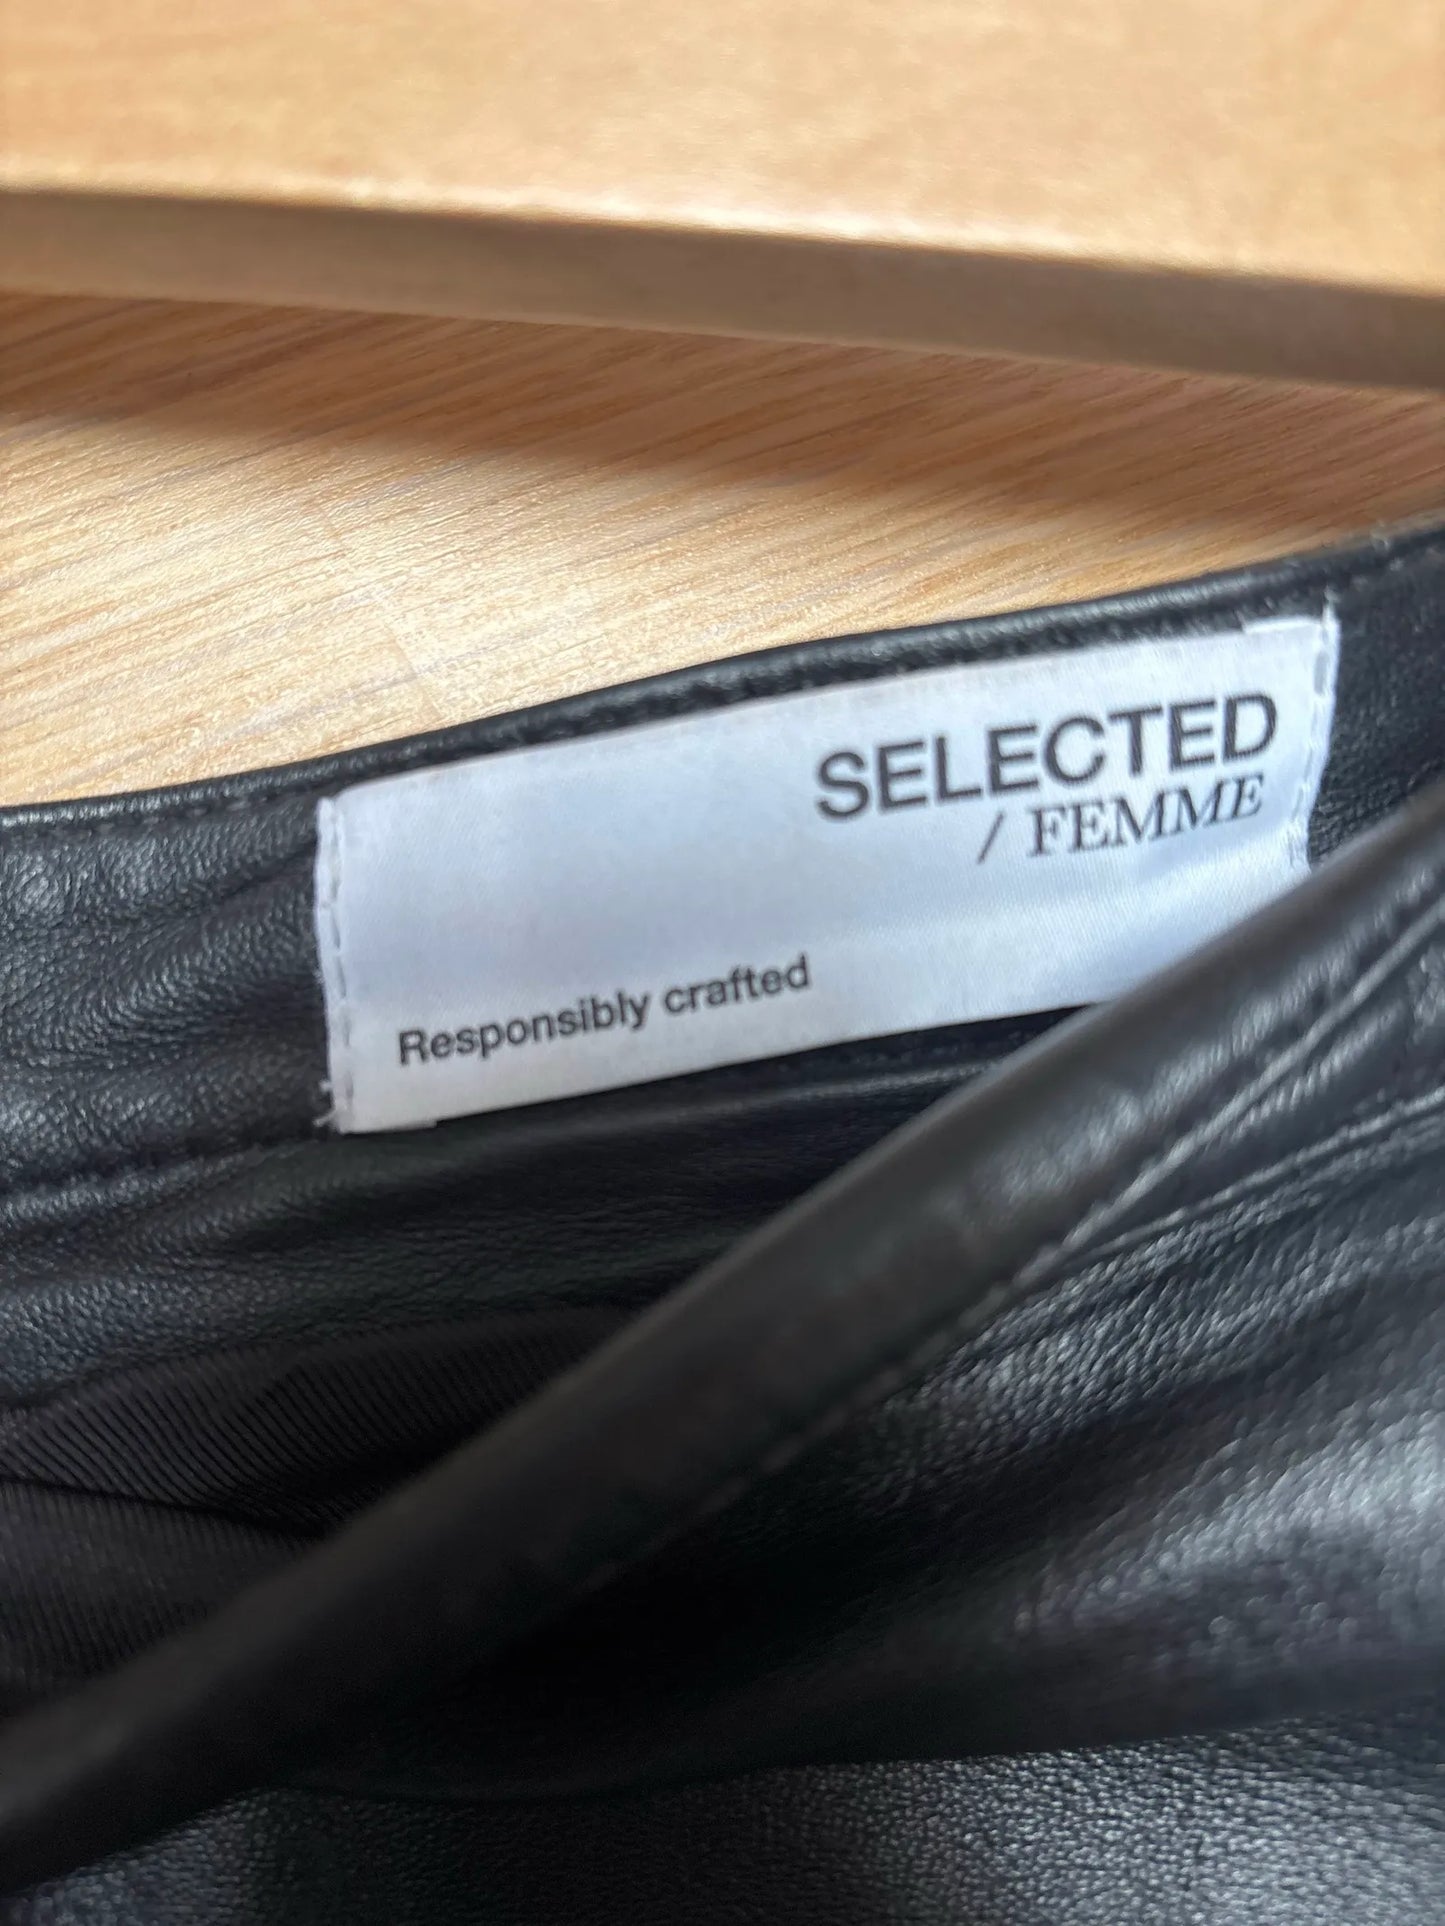 SELECTED
/ FEMME
Responsibly crafted